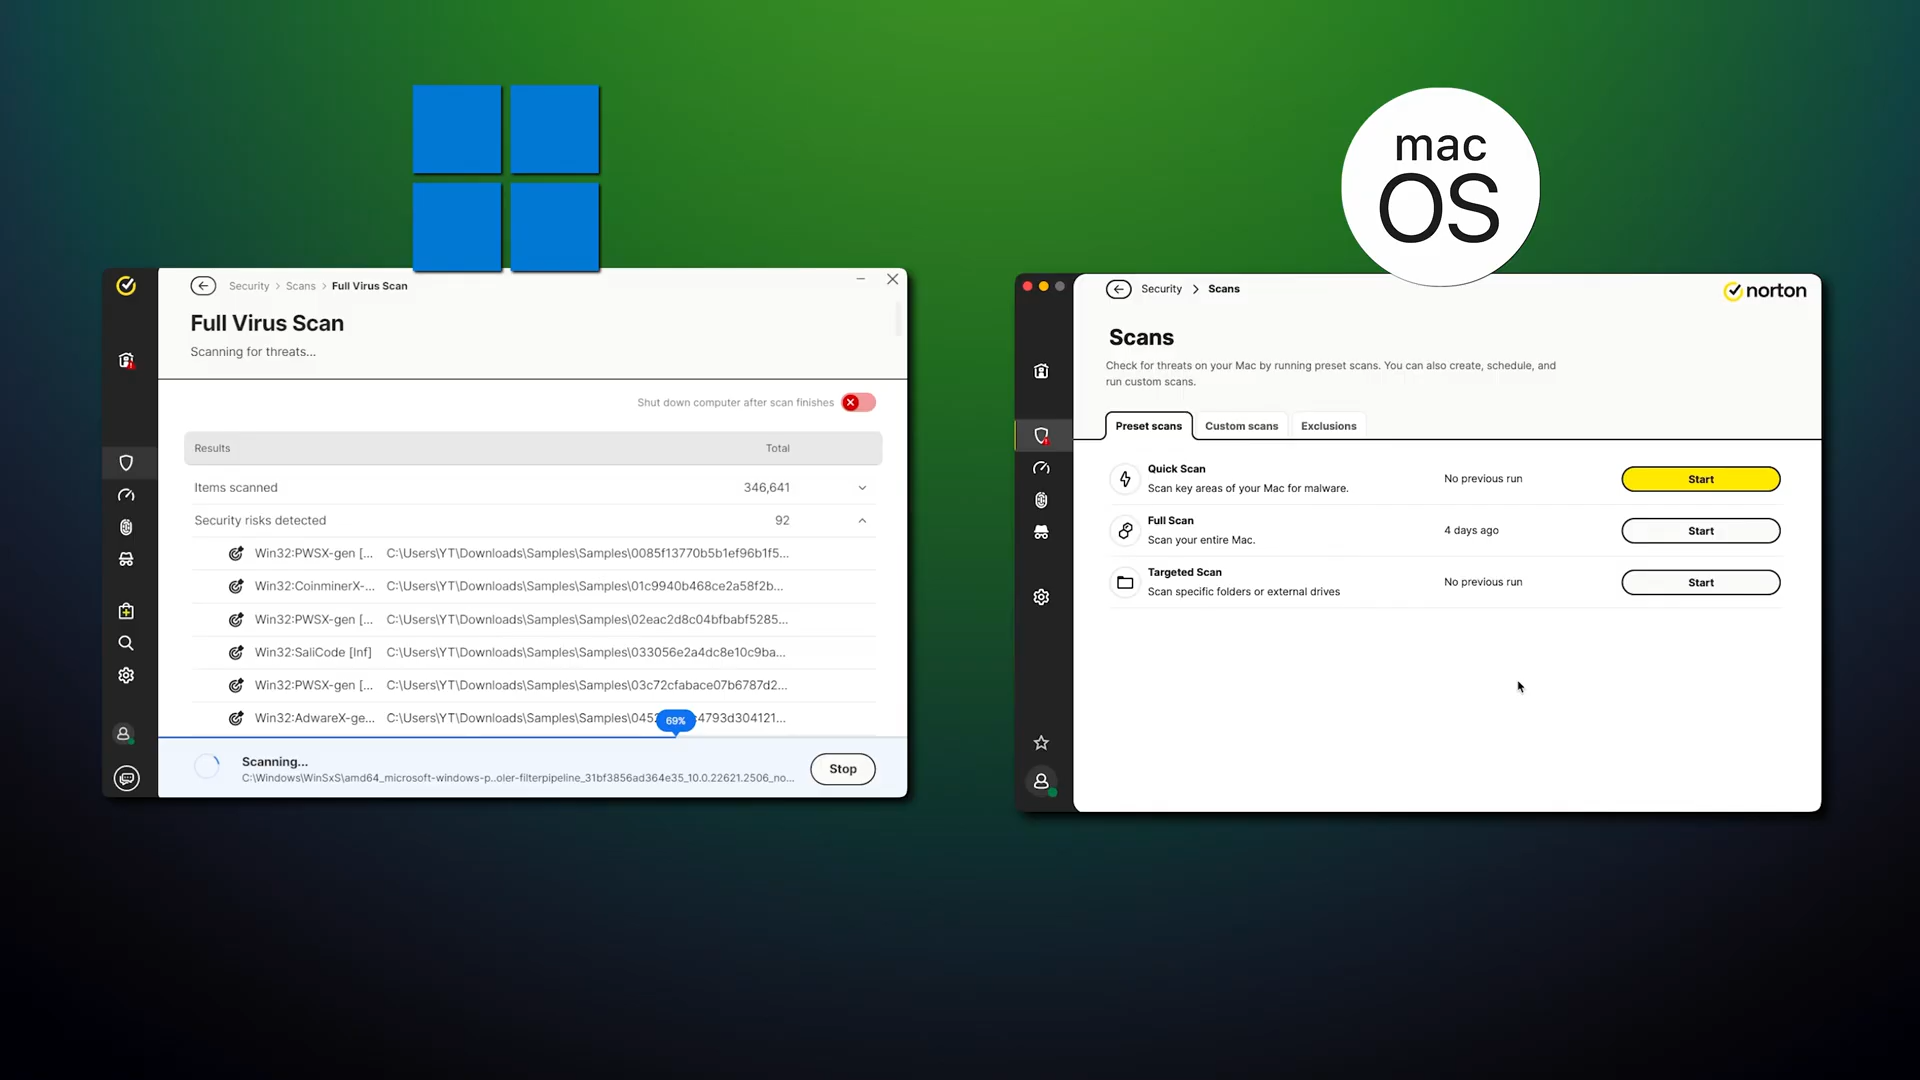 mac
OS
Security > Scans > Full Virus Scan
Full Virus Scan
Scanning for threats...
Shut down computer after scan finishes
Results Total
Items scanned 346,641
Security risks detected 92
Win32:PWSX-gen [... C:\Users\YT\Downloads\Samples\Samples\0085f13770b5b1ef96b1f5...
Win32:CoinminerX-... C:\Users\YT\Downloads\Samples\Samples\01c9940b468ce2a58f2b...
Win32:PWSX-gen [... C:\Users\YT\Downloads\Samples\Samples\02eac2d8c04bfbabf5285...
Win32:SaliCode [Inf] C:\Users\YT\Downloads\Samples\Samples\033056e2a4dc8e10c9ba...
Win32:PWSX-gen [... C:\Users\YT\Downloads\Samples\Samples\03c72cfabace07b6787d2...
Win32:AdwareX-ge... C:\Users\YT\Downloads\Samples\Samples\045 4793d304121...
69%
Scanning...
C:\Windows\WinSxS\amd64_microsoft-windows-p..oler-filterpipeline_31bf3856ad364e35_10.0.22621.2506_no...
Stop
Security > Scans
norton
Scans
Check for threats on your Mac by running preset scans. You can also create, schedule, and
run custom scans.
Preset scans Custom scans Exclusions
Quick Scan
Scan key areas of your Mac for malware.
No previous run
Start
Full Scan
Scan your entire Mac.
4 days ago
Start
Targeted Scan
Scan specific folders or external drives
No previous run
Start